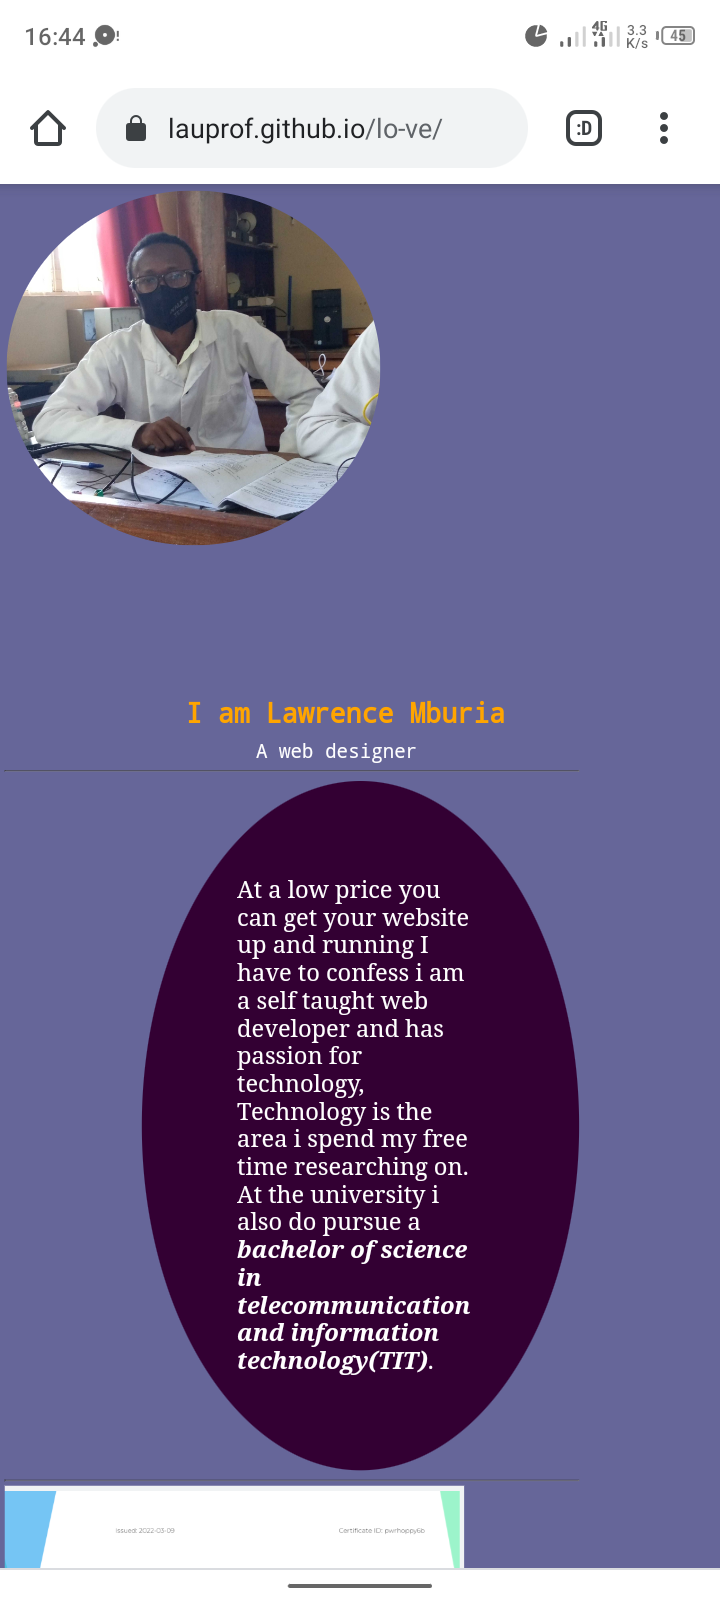 16:44
4G
3.3
K/s
45
lauprof.github.io/lo-ve/
:D
I am Lawrence Mburia
A web designer
At a low price you
can get your website
up and running I
have to confess i am
a self taught web
developer and has
passion for
technology,
Technology is the
area i spend my free
time researching on.
At the university i
also do pursue a
bachelor of science
in
telecommunication
and information
technology(TIT).
Issued: 2022-03-09
Certificate ID: pwrhoppy6b